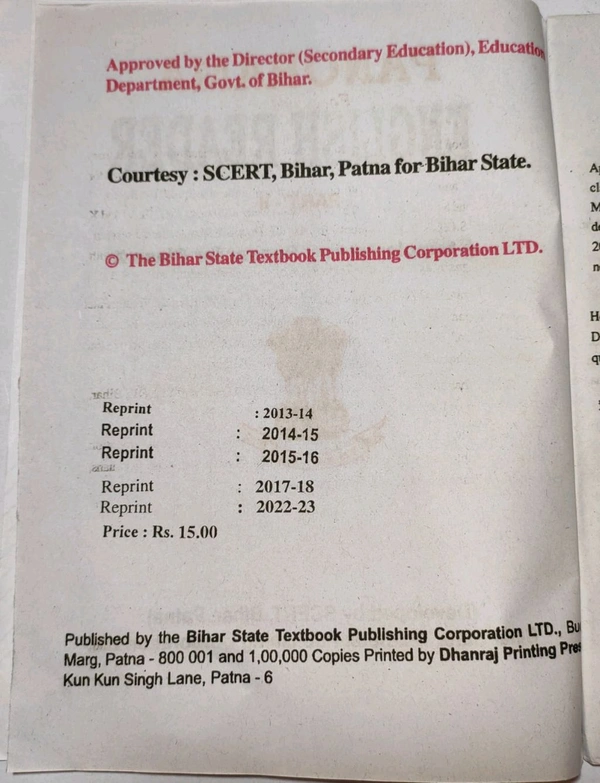 Approved by the Director (Secondary Education), Education
Department, Govt. of Bihar.
Courtesy : SCERT, Bihar, Patna for Bihar State.
© The Bihar State Textbook Publishing Corporation LTD.
Reprint : 2013-14
Reprint : 2014-15
Reprint : 2015-16
Reprint : 2017-18
Reprint : 2022-23
Price : Rs. 15.00
Published by the Bihar State Textbook Publishing Corporation LTD.,
Marg, Patna - 800 001 and 1,00,000 Copies Printed by Dhanraj Printing
Kun Kun Singh Lane, Patna - 6